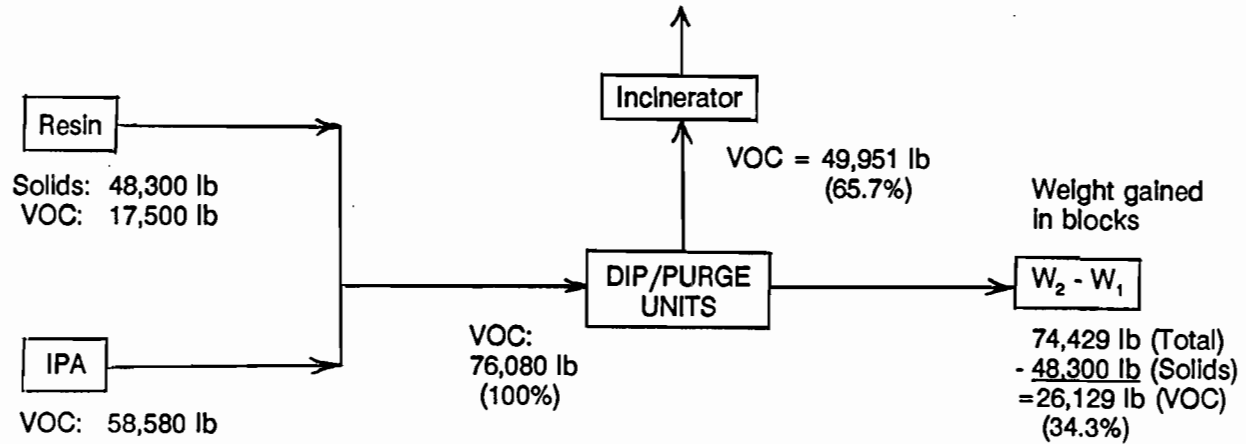 Incinerator
Resin
Solids: 48,300 lb
VOC: 17,500 lb
VOC = 49,951 lb
(65.7%)
Weight gained
in blocks
DIP/PURGE
UNITS
W₂ - W₁
IPA
VOC: 58,580 lb
VOC:
76,080 lb
(100%)
74,429 lb (Total)
- 48,300 lb (Solids)
=26,129 lb (VOC)
(34.3%)